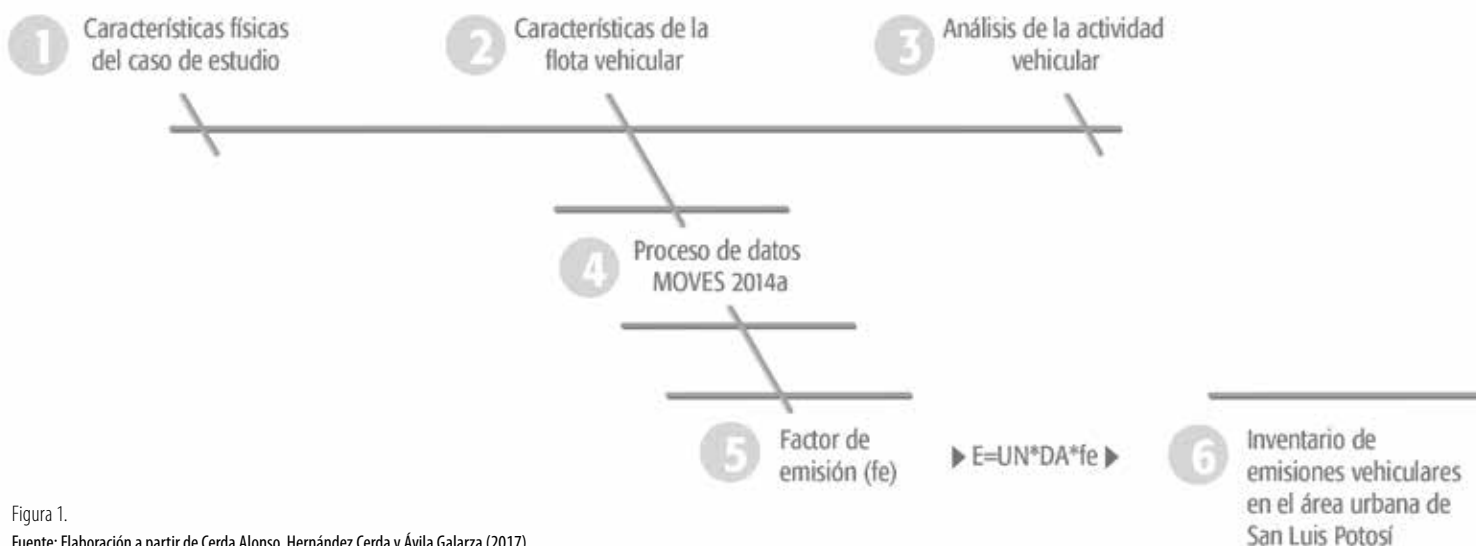 1 Características físicas
del caso de estudio
2 Características de la
flota vehicular
3 Análisis de la actividad
vehicular
4 Proceso de datos
MOVES 2014a
5 Factor de
emisión (fe)
▶ E=UN*DA*fe ▶
6 Inventario de
emisiones vehiculares
en el área urbana de
San Luis Potosí
Figura 1.
Fuente: Elaboración a partir de Cerda Alonso, Hernández Cerda y Ávila Galarza (2017).